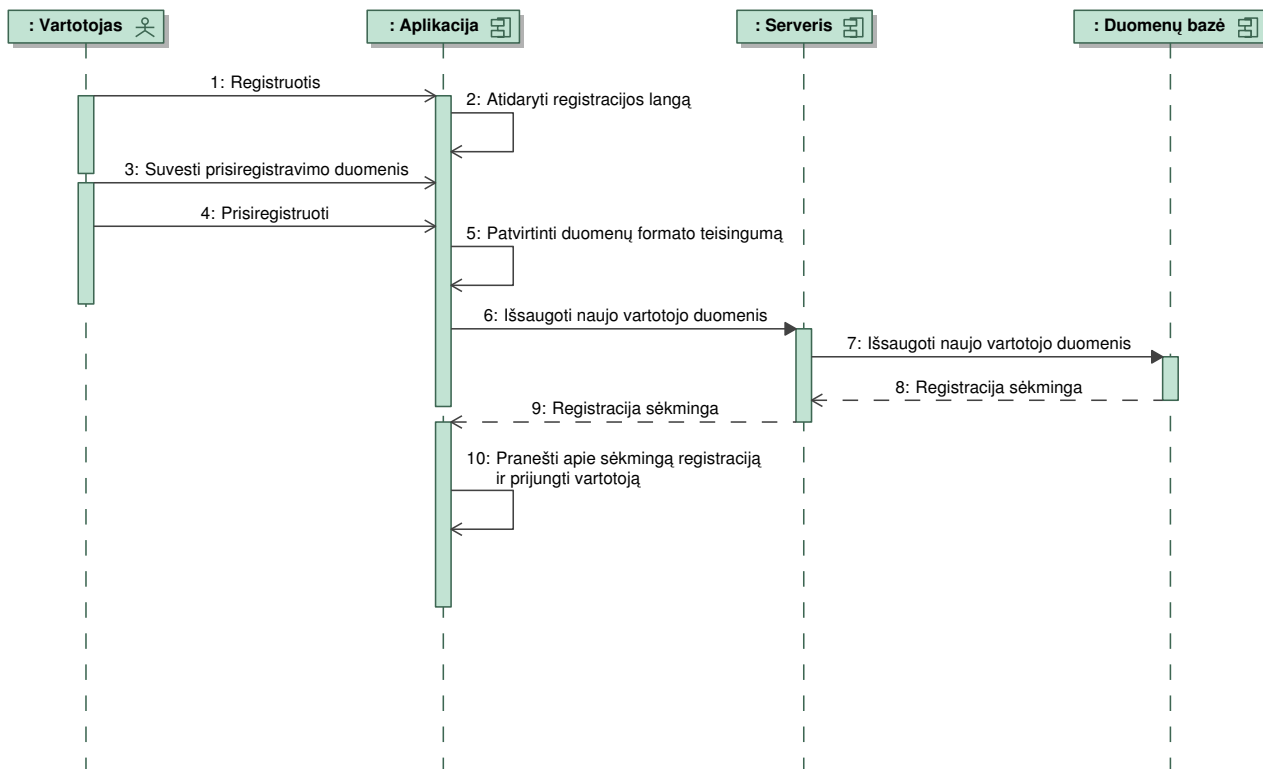 : Vartotojas
: Aplikacija
: Serveris
: Duomenų bazė
1: Registruotis
2: Atidaryti registracijos langą
3: Suvesti prisiregistravimo duomenis
4: Prisiregistruoti
5: Patvirtinti duomenų formato teisingumą
6: Išsaugoti naujo vartotojo duomenis
7: Išsaugoti naujo vartotojo duomenis
8: Registracija sėkminga
9: Registracija sėkminga
10: Pranešti apie sėkmingą registraciją
ir prijungti vartotoją